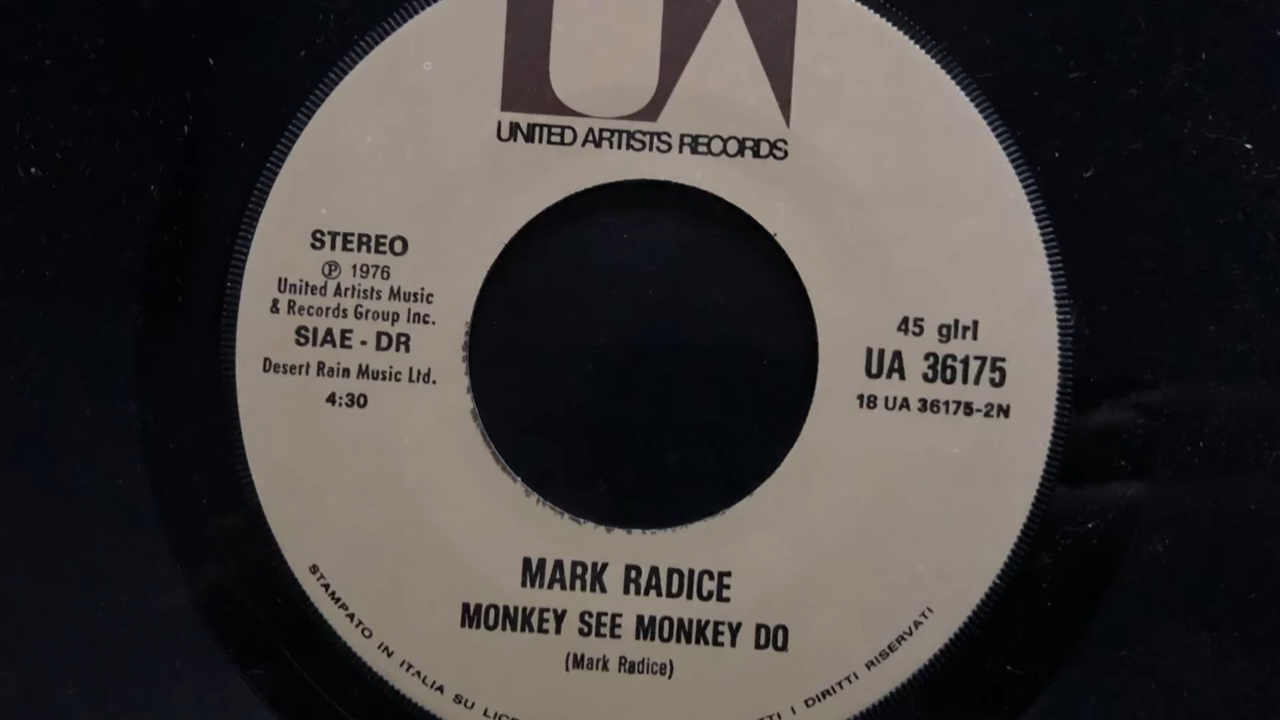 UA
UNITED ARTISTS RECORDS
STEREO
℗ 1976
United Artists Music
& Records Group Inc.
SIAE - DR
Desert Rain Music Ltd.
4:30
45 giri
UA 36175
18 UA 36175-2N
MARK RADICE
MONKEY SEE MONKEY DO
(Mark Radice)
STAMPATO IN ITALIA SU
I DIRITTI RISERVATI